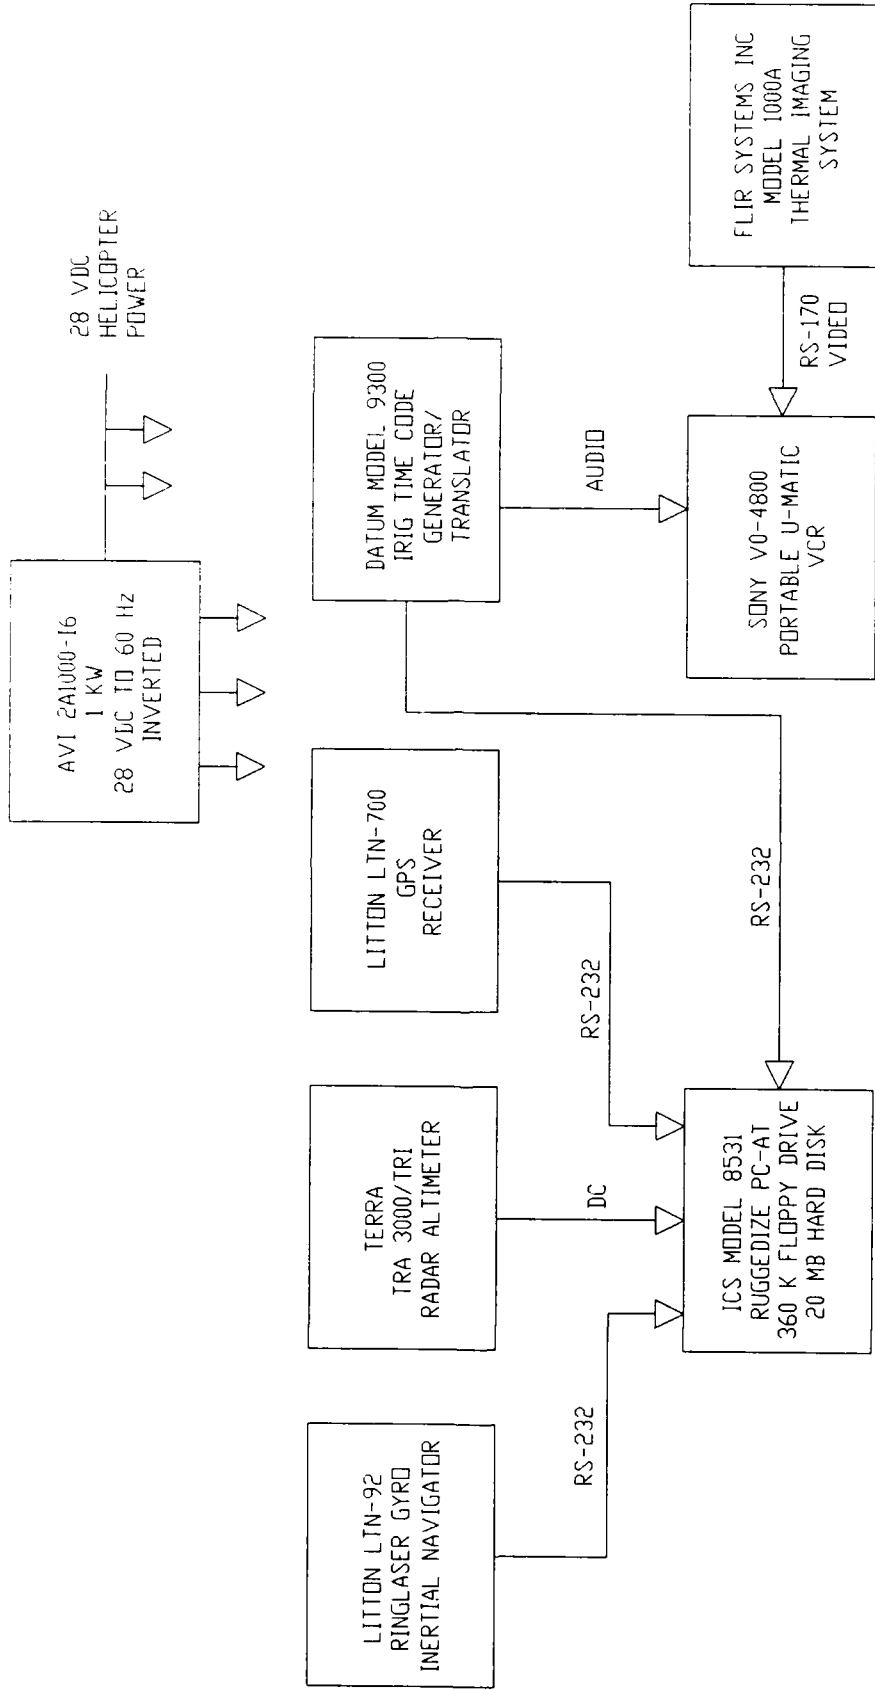 28 VDC
HELICOPTER
POWER
AVI 2A1000-16
1 KW
28 VDC TO 60 Hz
INVERTED
LITTON LTN-92
RINGLASER GYRO
INERTIAL NAVIGATOR
TERRA
TRA 3000/TRI
RADAR ALTIMETER
LITTON LTN-700
GPS
RECEIVER
DATUM MODEL 9300
IRIG TIME CODE
GENERATOR/
TRANSLATOR
RS-232
DC
RS-232
RS-232
AUDIO
ICS MODEL 8531
RUGGEDIZE PC-AT
360 K FLOPPY DRIVE
20 MB HARD DISK
SONY VO-4800
PORTABLE U-MATIC
VCR
RS-170
VIDEO
FLIR SYSTEMS INC
MODEL 1000A
THERMAL IMAGING
SYSTEM